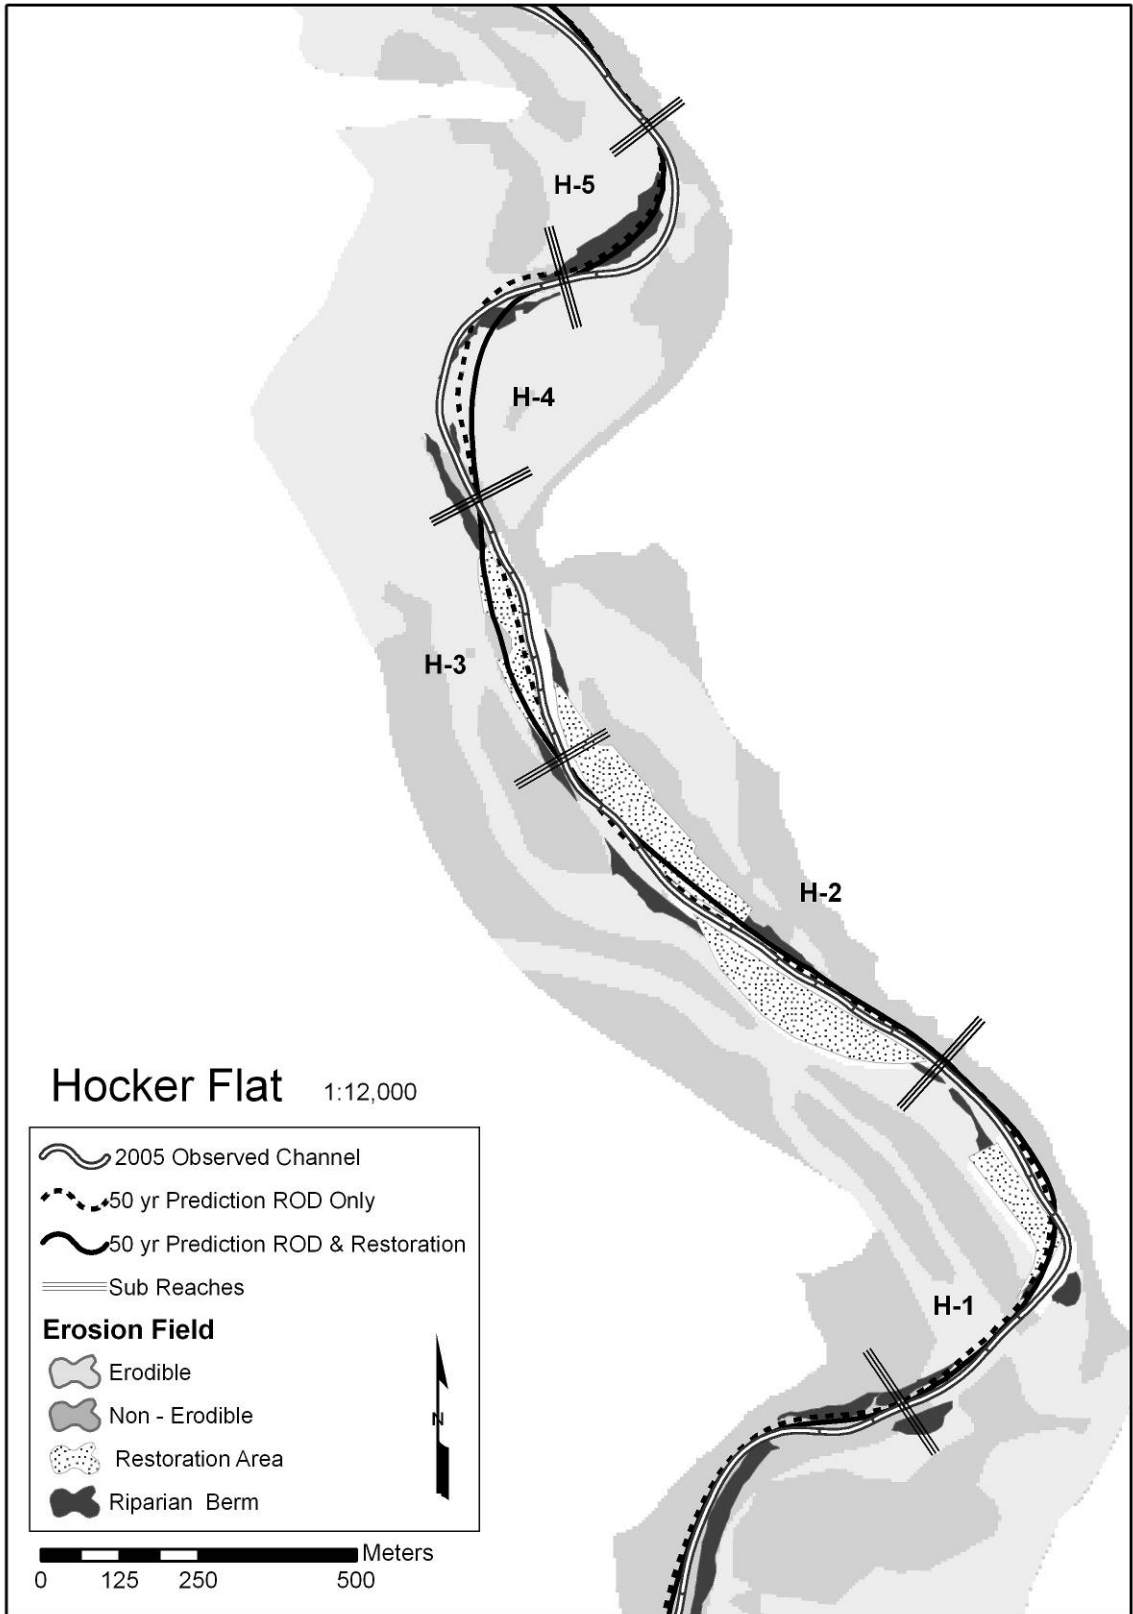 H-5
H-4
H-3
H-2
H-1
Hocker Flat 1:12,000
2005 Observed Channel
50 yr Prediction ROD Only
50 yr Prediction ROD & Restoration
Sub Reaches
Erosion Field
Erodible
Non - Erodible
Restoration Area
Riparian Berm
N
Meters
0 125 250 500